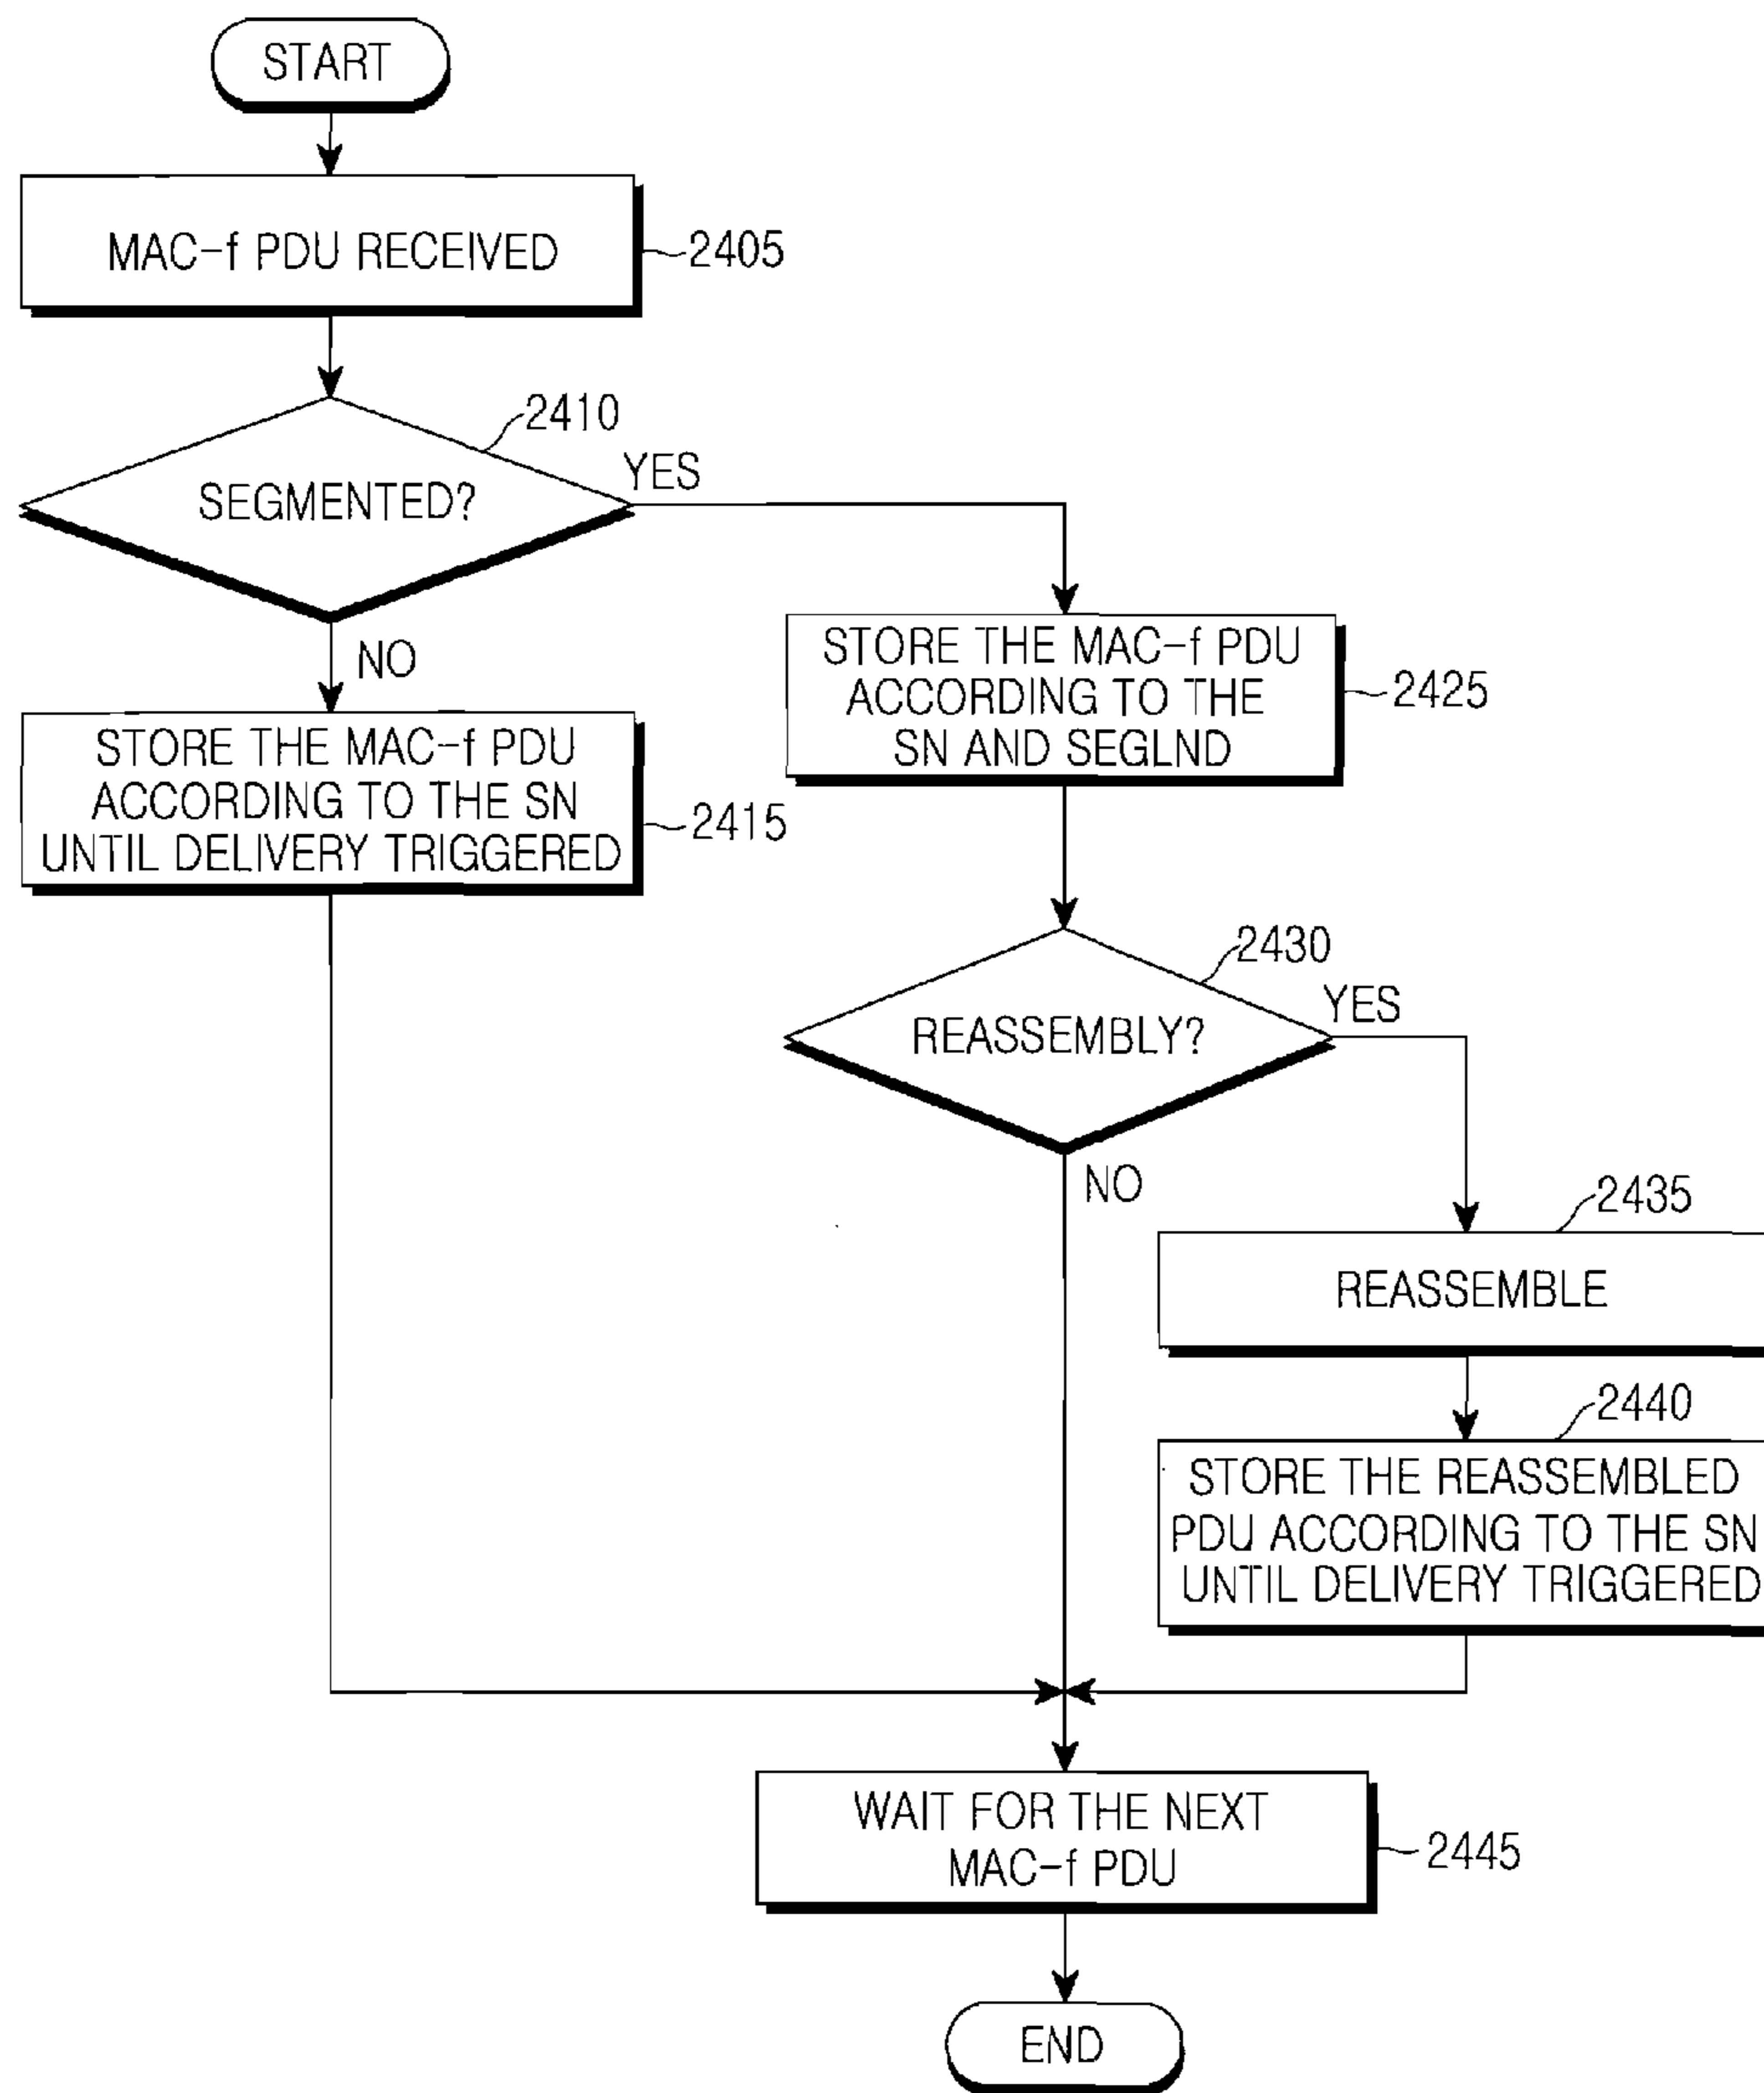 START
MAC-f PDU RECEIVED
2405
2410
SEGMENTED?
YES
NO
STORE THE MAC-f PDU
ACCORDING TO THE SN
UNTIL DELIVERY TRIGGERED
2415
STORE THE MAC-f PDU
ACCORDING TO THE
SN AND SEGLND
2425
2430
REASSEMBLY?
YES
NO
2435
REASSEMBLE
2440
STORE THE REASSEMBLED
PDU ACCORDING TO THE SN
UNTIL DELIVERY TRIGGERED
WAIT FOR THE NEXT
MAC-f PDU
2445
END